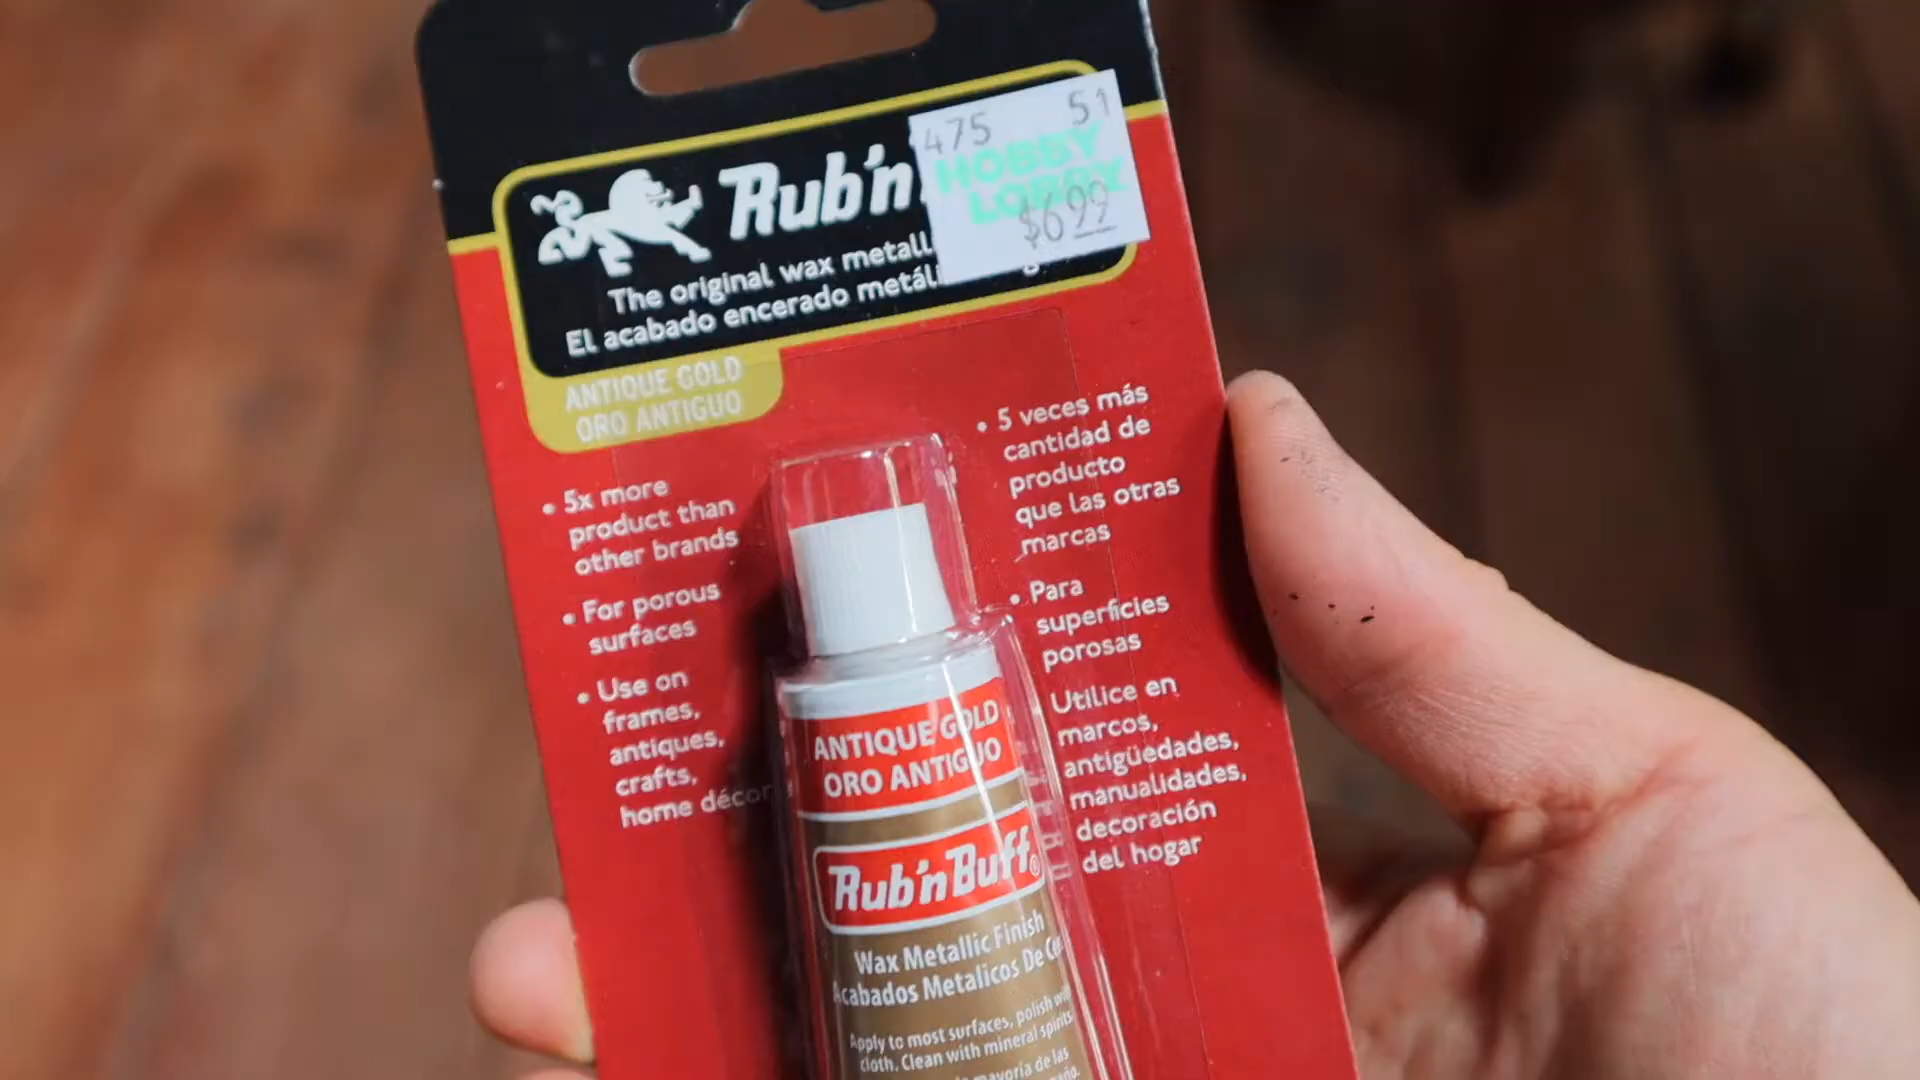 475 51
HOBBY
LOBBY
$6.99
Rub'n
The original wax
El acabado encerado
ANTIQUE GOLD
ORO ANTIGUO
• 5x more
product than
other brands
• For porous
surfaces
• Use on
frames,
antiques,
crafts,
home décor
• 5 veces más
cantidad de
producto
que las otras
marcas
• Para
superficies
porosas
Utilice en
marcos,
antigüedades,
manualidades,
decoración
del hogar
ANTIQUE GOLD
ORO ANTIGUO
Rub'n Buff®
Wax Metallic Finish
Acabados Metalicos De
Apply to most surfaces, polish
cloth. Clean with mineral spirits
mayoría de las